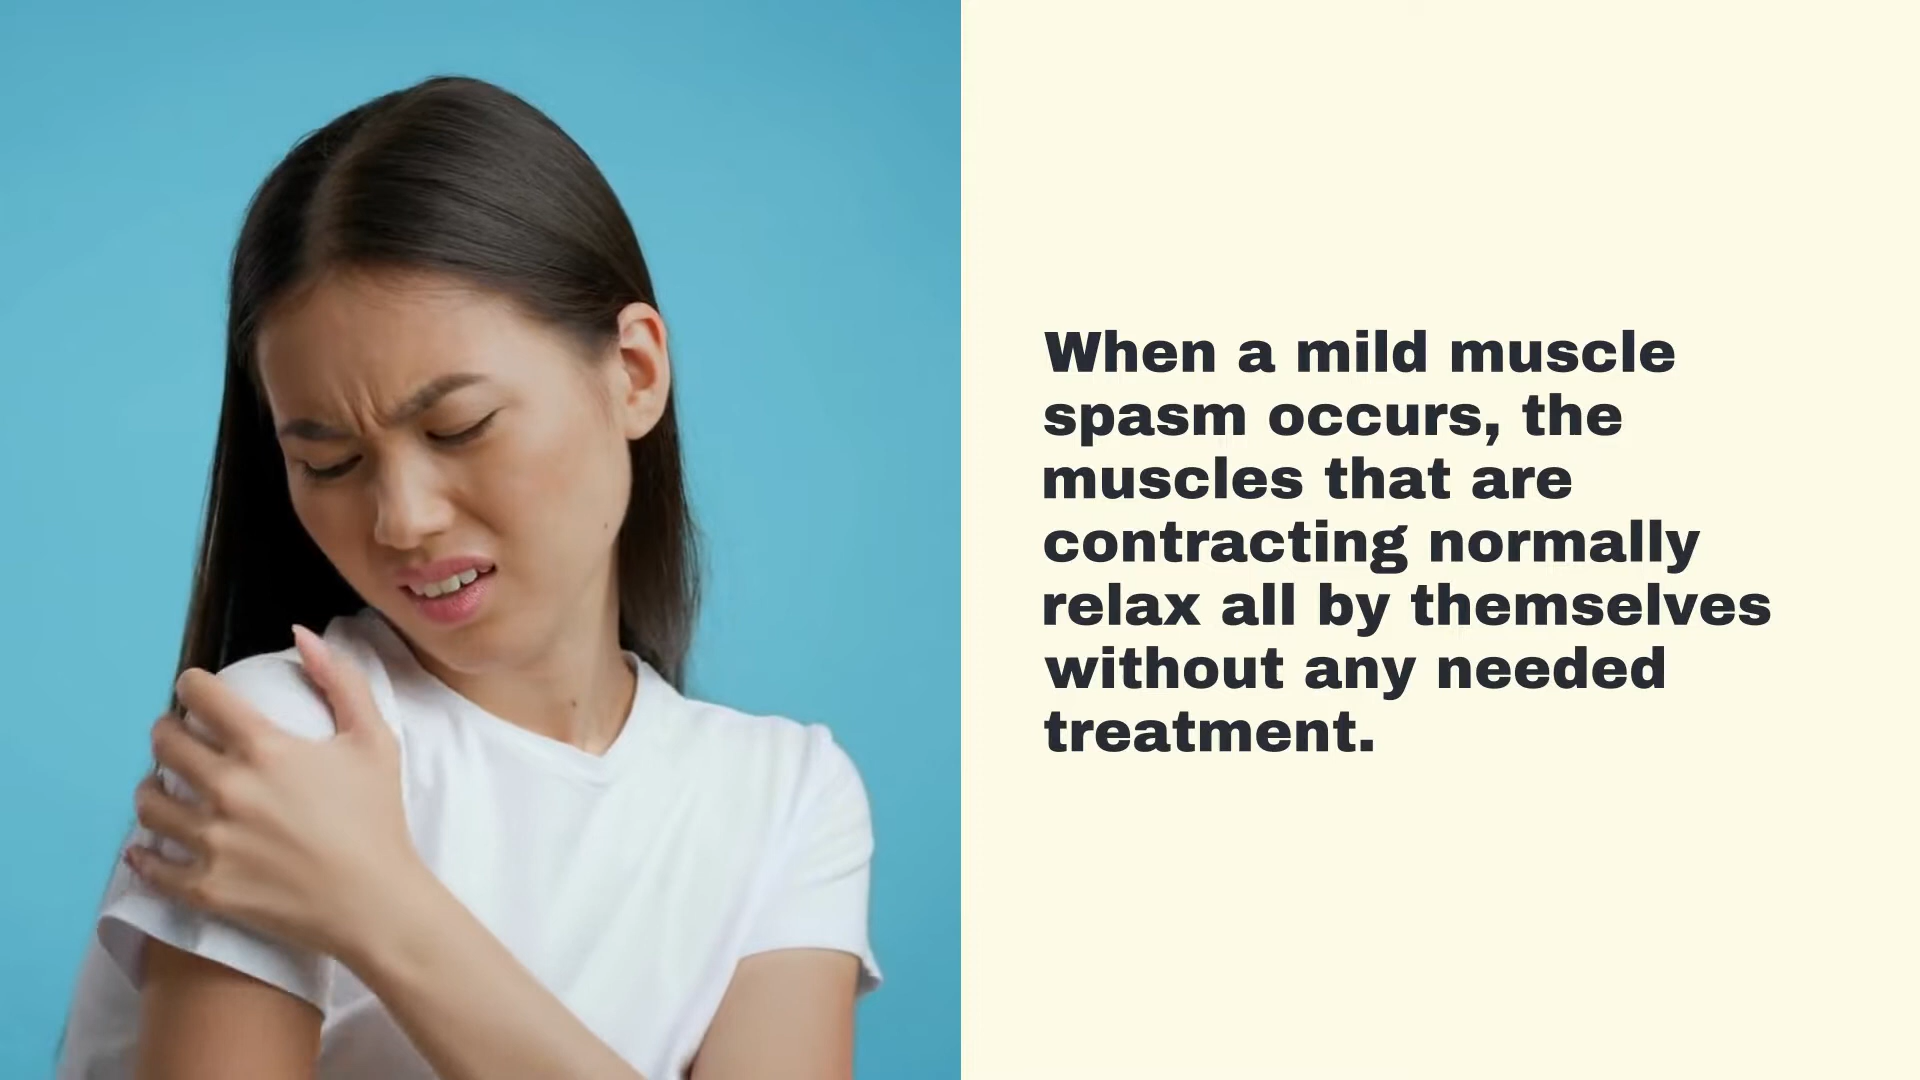 When a mild muscle
spasm occurs, the
muscles that are
contracting normally
relax all by themselves
without any needed
treatment.